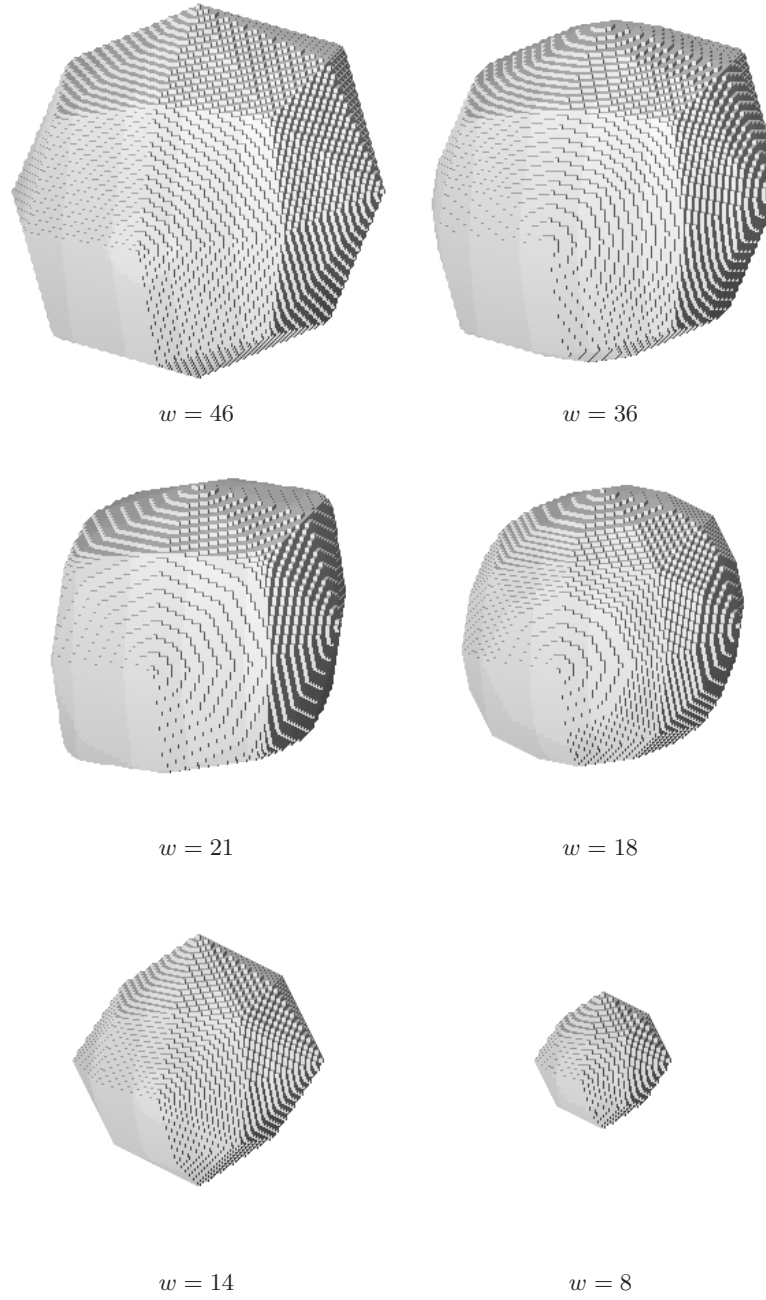 w = 46
w = 36
w = 21
w = 18
w = 14
w = 8